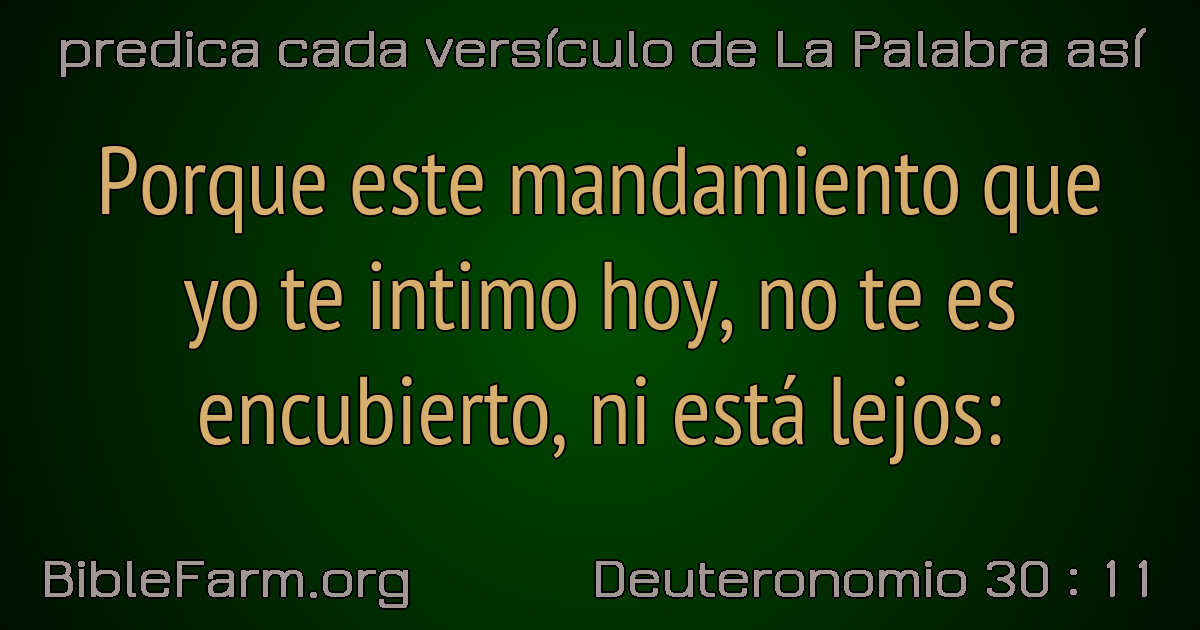 predica cada versículo de La Palabra así
Porque este mandamiento que
yo te intimo hoy, no te es
encubierto, ni está lejos:
BibleFarm.org
Deuteronomio 30 : 11